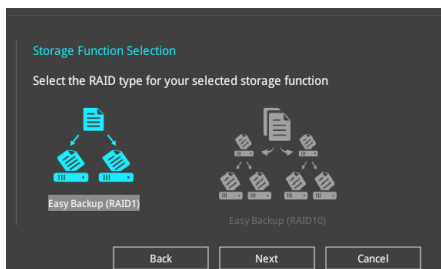 Storage Function Selection
Select the RAID type for your selected storage function
Easy Backup (RAID1)
Easy Backup (RAID10)
Back
Next
Cancel